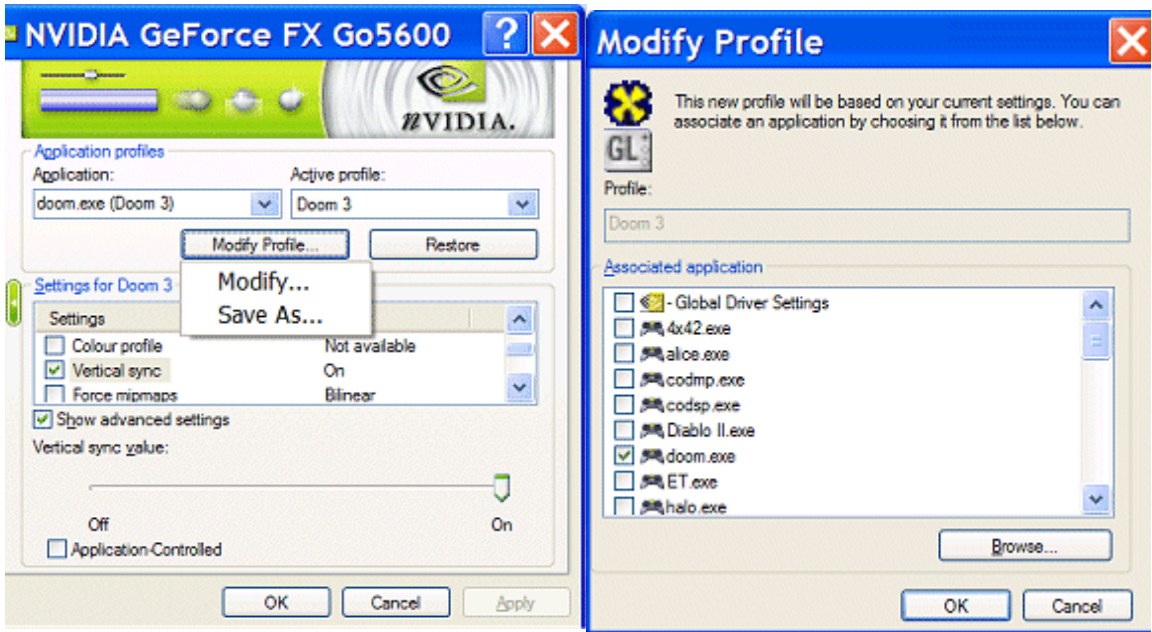 NVIDIA GeForce FX Go5600
nVIDIA.
Application profiles
Application: Active profile:
doom.exe (Doom 3) Doom 3
Modify Profile... Restore
Modify...
Save As...
Settings for Doom 3
Settings
Colour profile Not available
Vertical sync On
Force mipmaps Bilinear
Show advanced settings
Vertical sync value:
Off On
Application-Controlled
OK Cancel Apply
Modify Profile
This new profile will be based on your current settings. You can
associate an application by choosing it from the list below.
GL
Profile:
Doom 3
Associated application
- Global Driver Settings
4x42.exe
alice.exe
codmp.exe
codsp.exe
Diablo II.exe
doom.exe
ET.exe
halo.exe
Browse...
OK Cancel